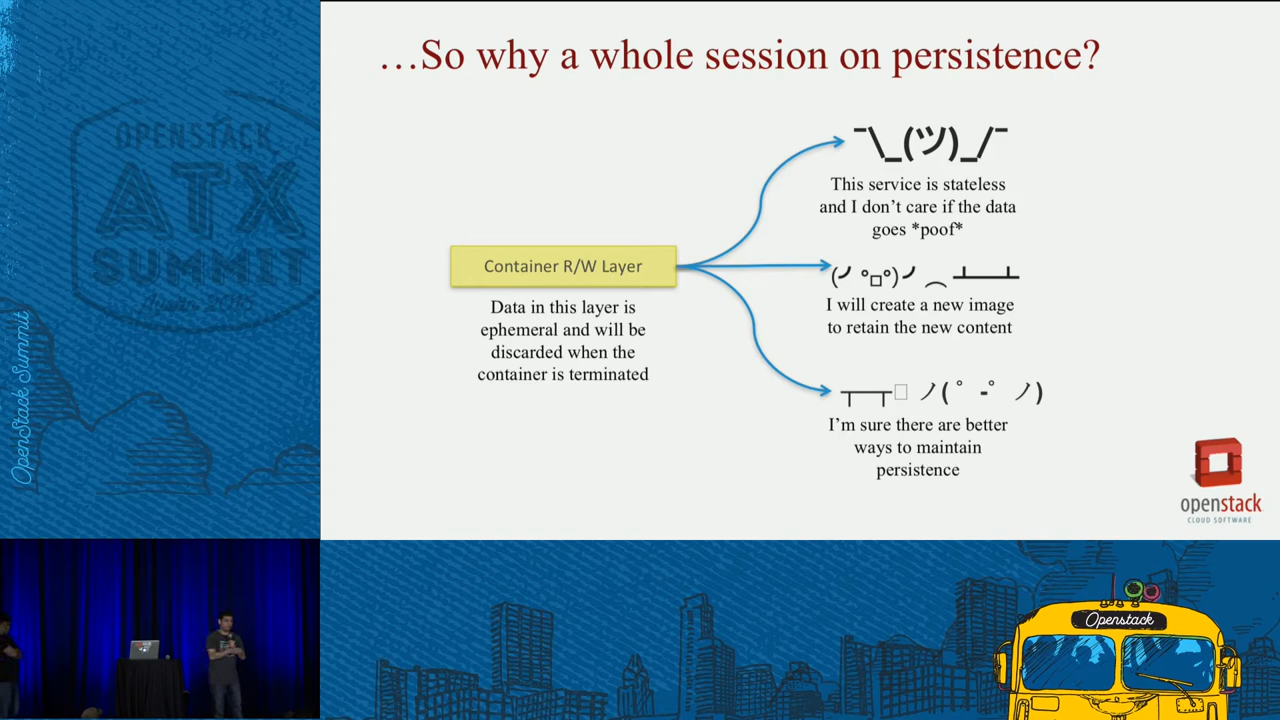 …So why a whole session on persistence?
OPENSTACK
ATX
SUMMIT
OpenStack Summit
¯\_(ツ)_/¯
This service is stateless
and I don’t care if the data
goes *poof*
Container R/W Layer
Data in this layer is
ephemeral and will be
discarded when the
container is terminated
(╯°□°)╯︵ ┻━┻
I will create a new image
to retain the new content
┬─┬□ ノ( ゜-゜ノ)
I’m sure there are better
ways to maintain
persistence
openstack
CLOUD SOFTWARE
Openstack